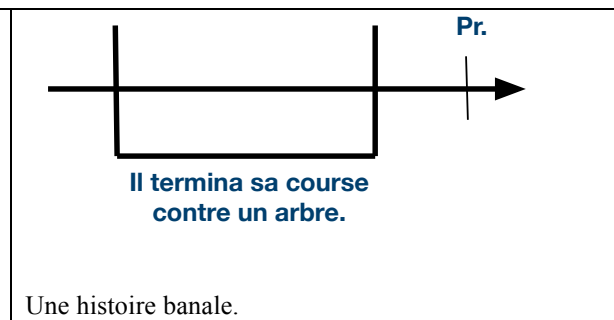 Pr.
Il termina sa course
contre un arbre.
Une histoire banale.